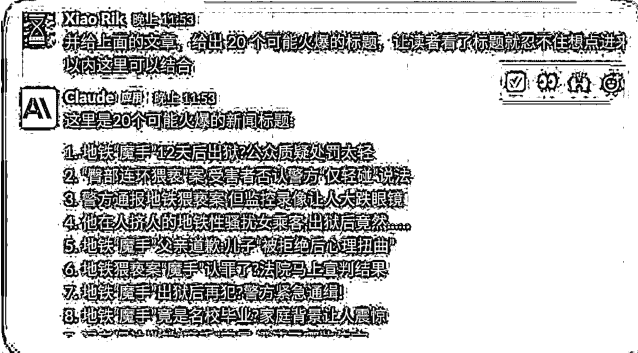 Xiao Rik 晚上 11:53
并给上面的文章，给出 20 个可能火爆的标题，让读者看了标题就忍不住想点进来
以内这里可以结合
Claude 应用 晚上 11:53
这里是20个可能火爆的新闻标题:
1. 地铁"魔手"12天后出狱?公众质疑处罚太轻
2. "臀部连环猥亵"案:受害者否认警方"仅轻碰"说法
3. 警方通报地铁猥亵案,但监控录像让人大跌眼镜
4. 他在人挤人的地铁性骚扰女乘客,出狱后竟然......
5. 地铁"魔手"父亲道歉:儿子"被拒绝后心理扭曲"
6. 地铁猥亵案"魔手"认罪了?法院马上宣判结果
7. 地铁"魔手"出狱后再犯?警方紧急通缉!
8. 地铁"魔手"竟是名校毕业?家庭背景让人震惊